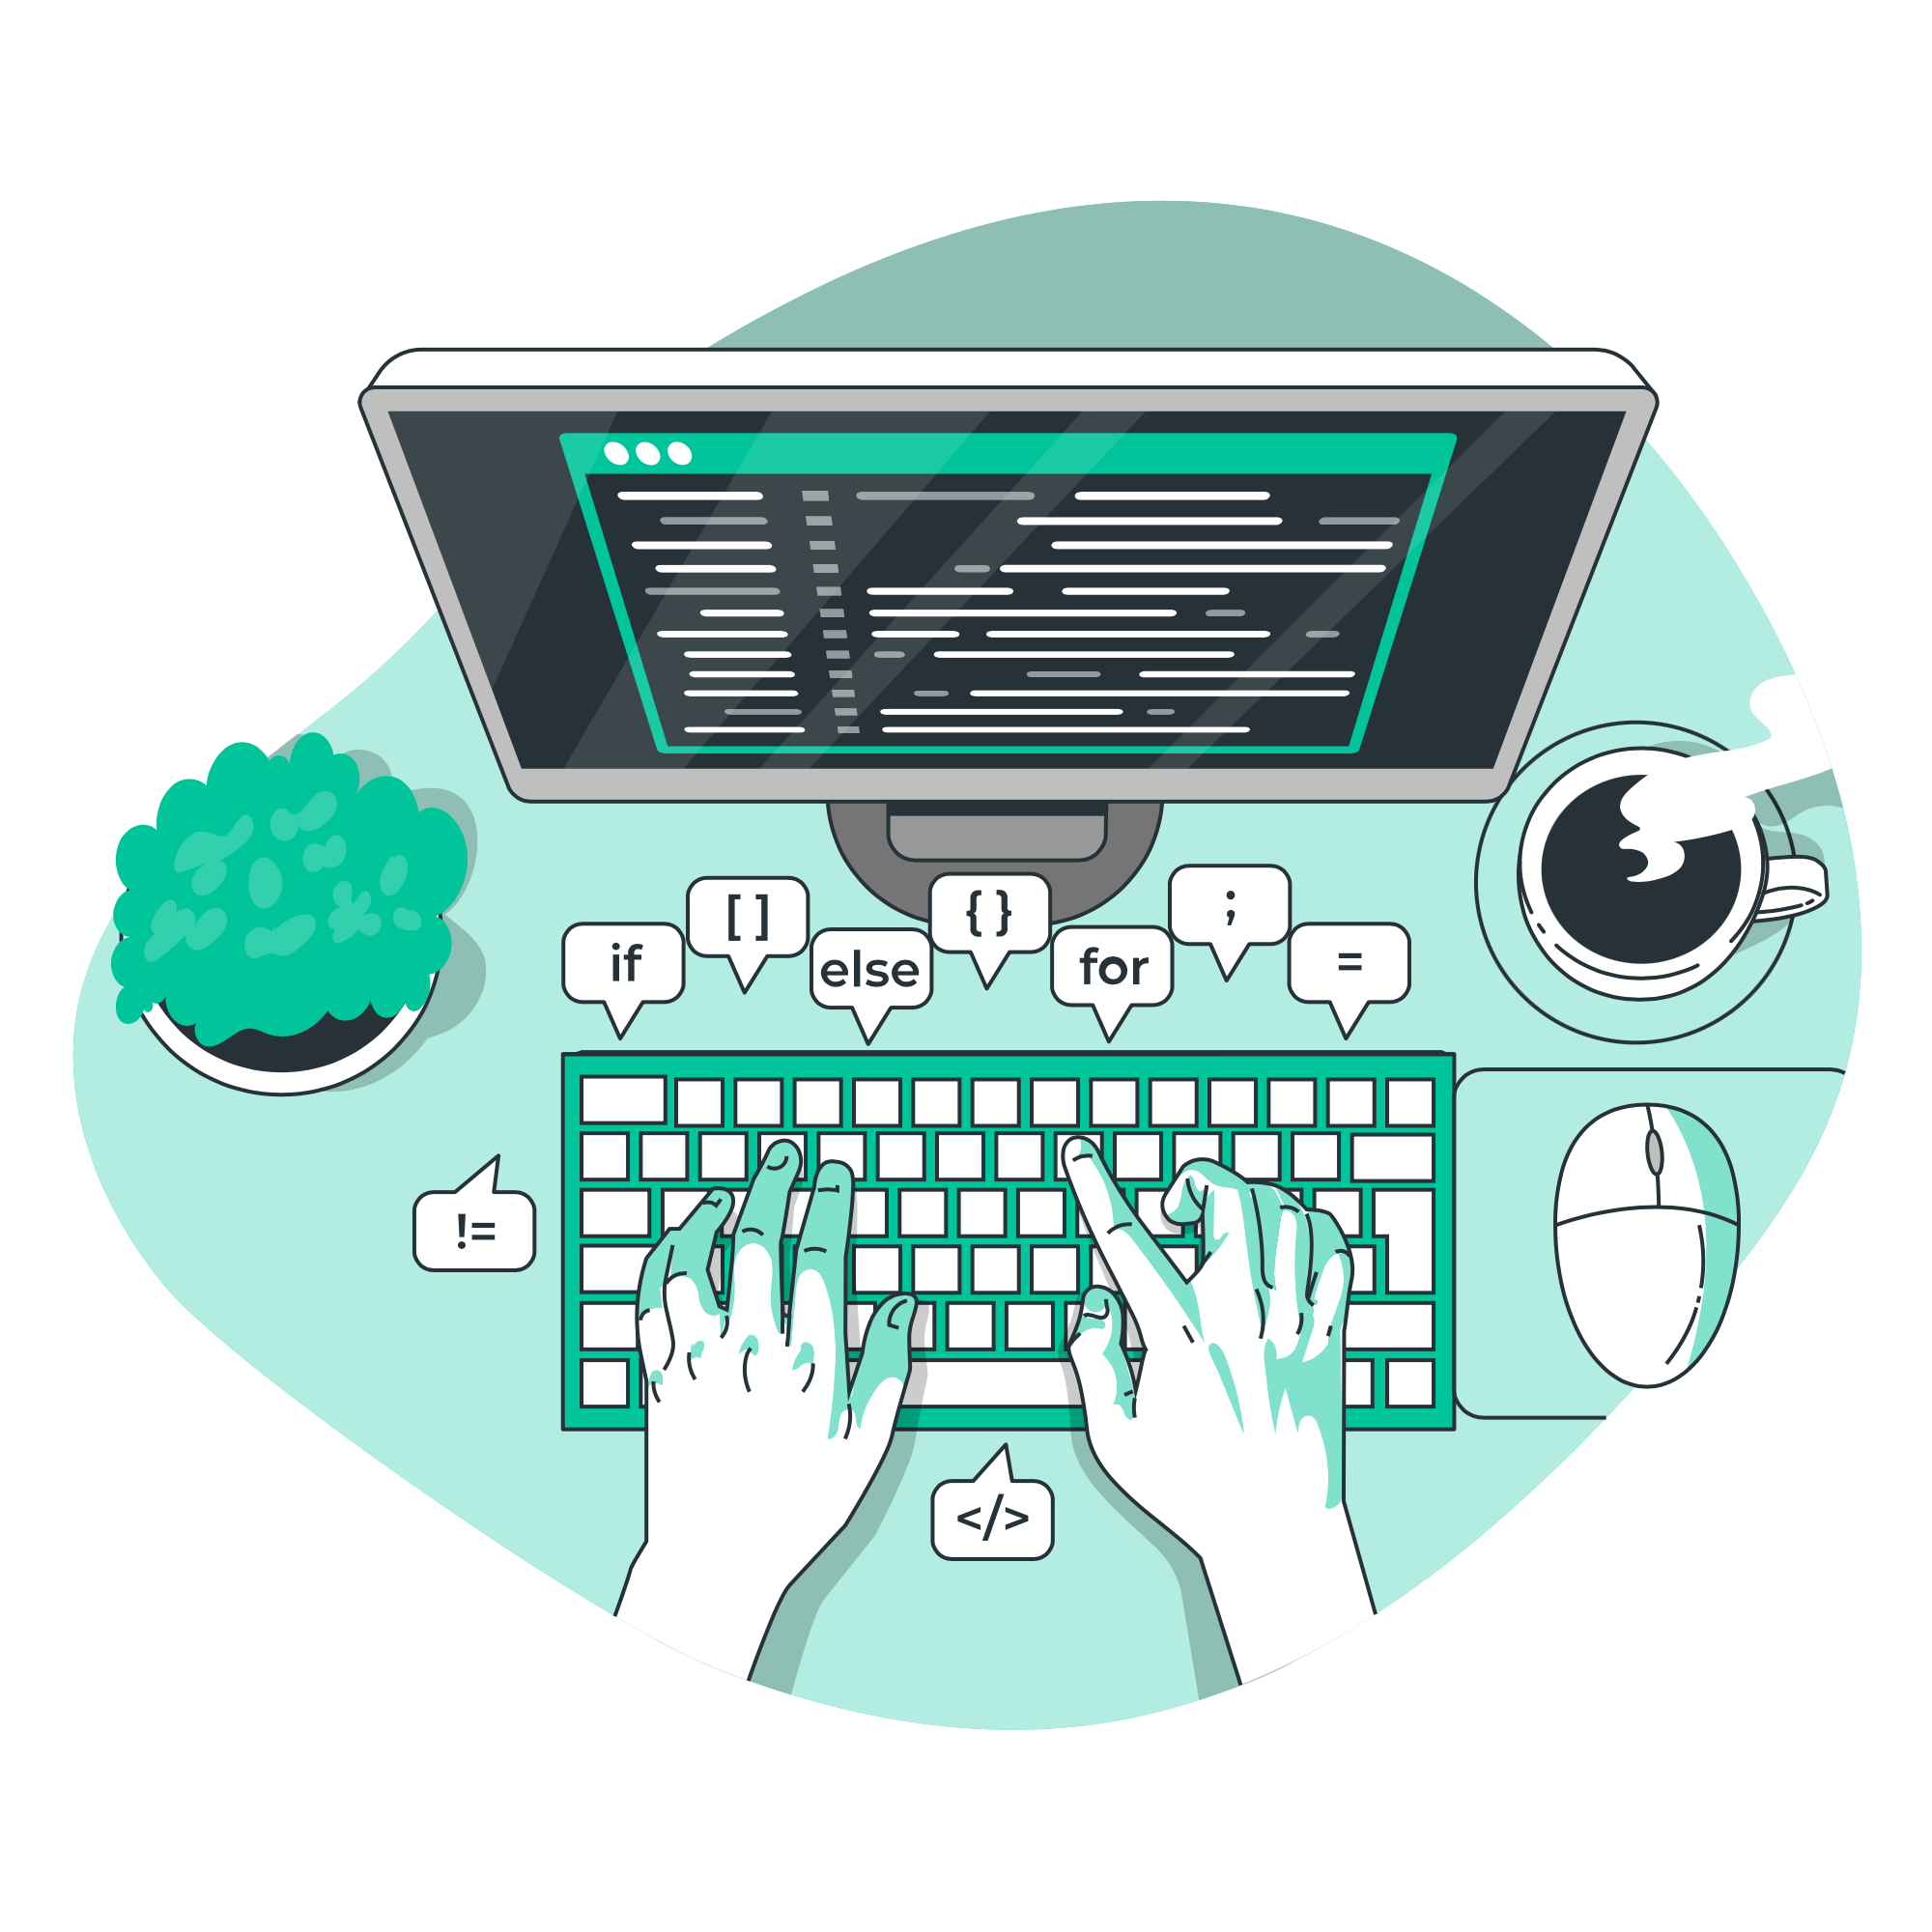 if
[ ]
else
{ }
for
;
=
!=
</>